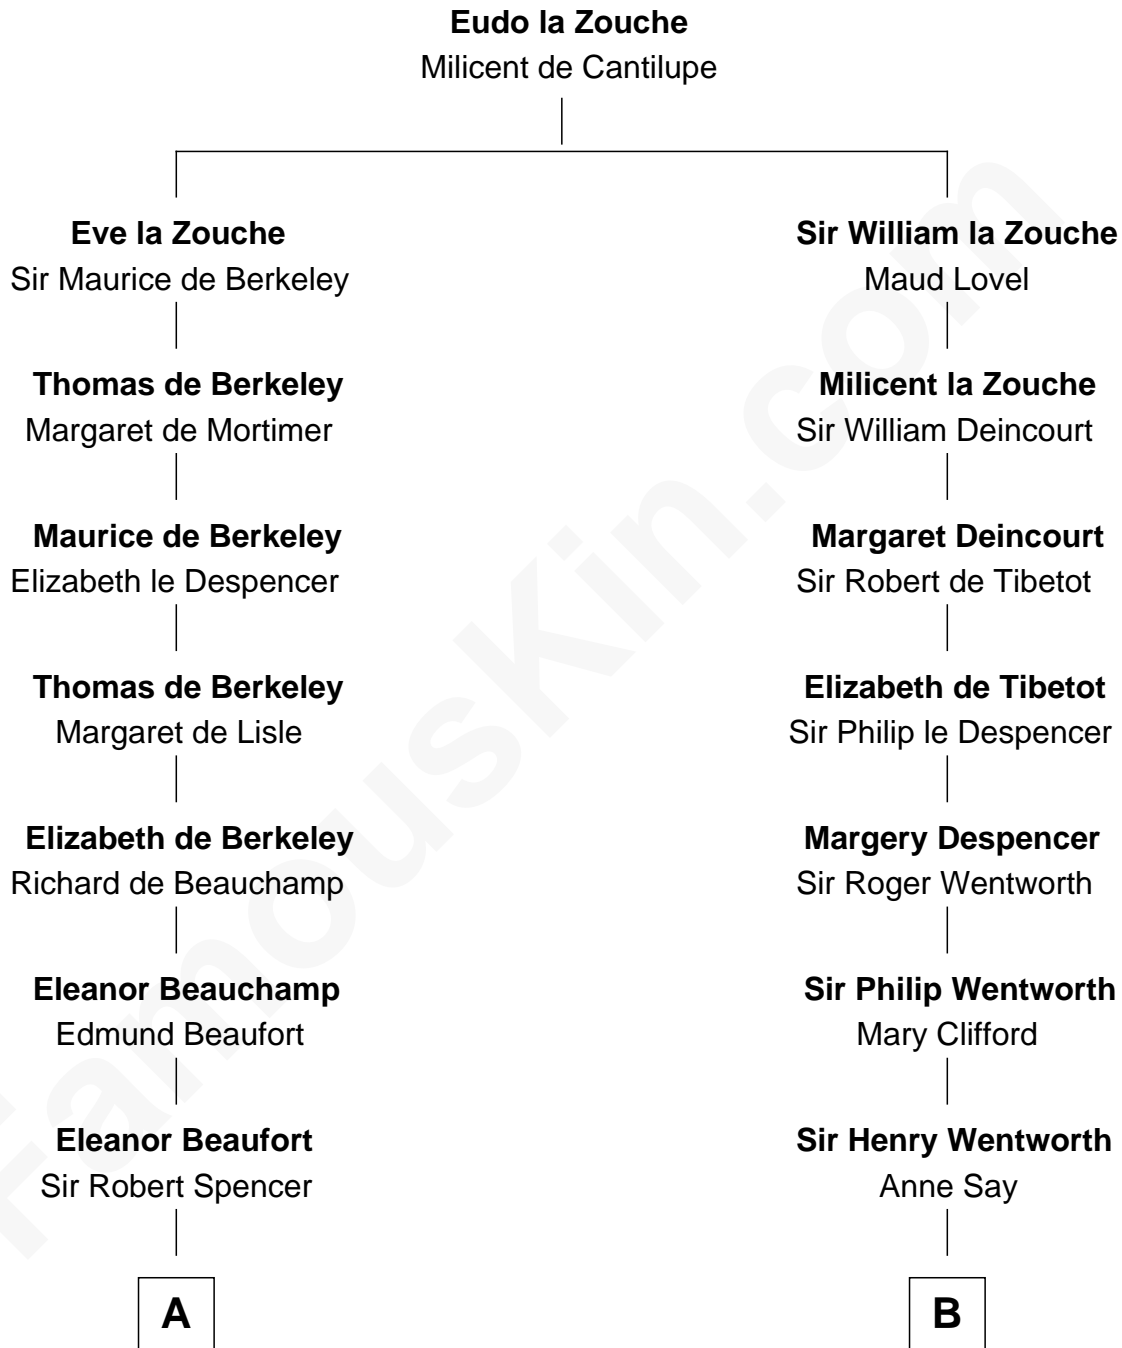 Eudo la Zouche
Milicent de Cantilupe
Eve la Zouche
Sir Maurice de Berkeley
Thomas de Berkeley
Margaret de Mortimer
Maurice de Berkeley
Elizabeth le Despencer
Thomas de Berkeley
Margaret de Lisle
Elizabeth de Berkeley
Richard de Beauchamp
Eleanor Beauchamp
Edmund Beaufort
Eleanor Beaufort
Sir Robert Spencer
A
Sir William la Zouche
Maud Lovel
Milicent la Zouche
Sir William Deincourt
Margaret Deincourt
Sir Robert de Tibetot
Elizabeth de Tibetot
Sir Philip le Despencer
Margery Despencer
Sir Roger Wentworth
Sir Philip Wentworth
Mary Clifford
Sir Henry Wentworth
Anne Say
B
FamousKin.com